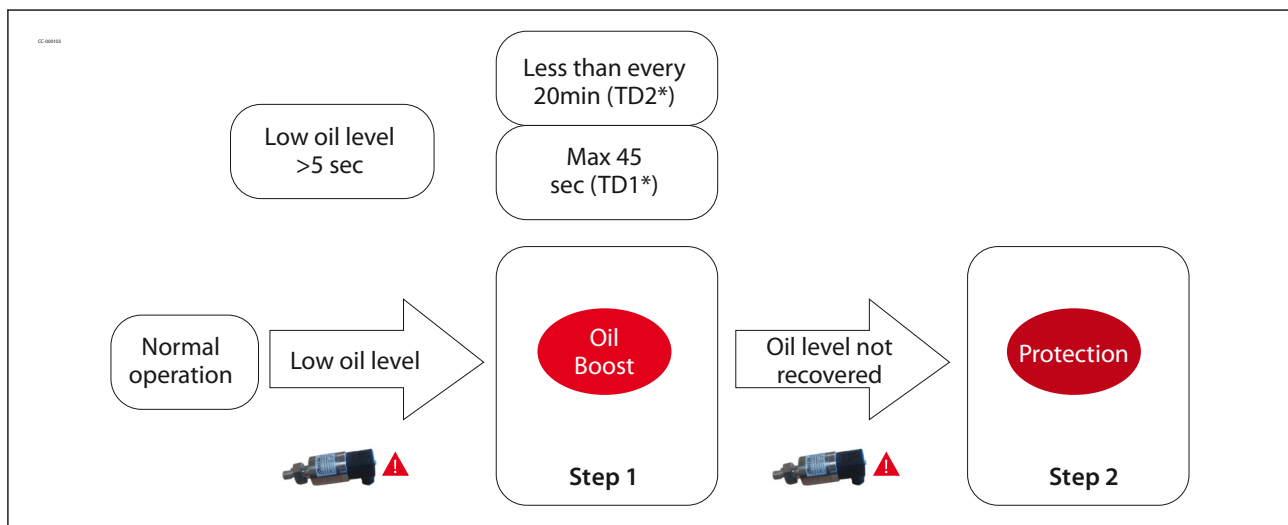 CC-000103
Less than every
20min (TD2*)
Low oil level
>5 sec
Max 45
sec (TD1*)
Normal
operation
Low oil level
Oil
Boost
Oil level not
recovered
Protection
Step 1
Step 2